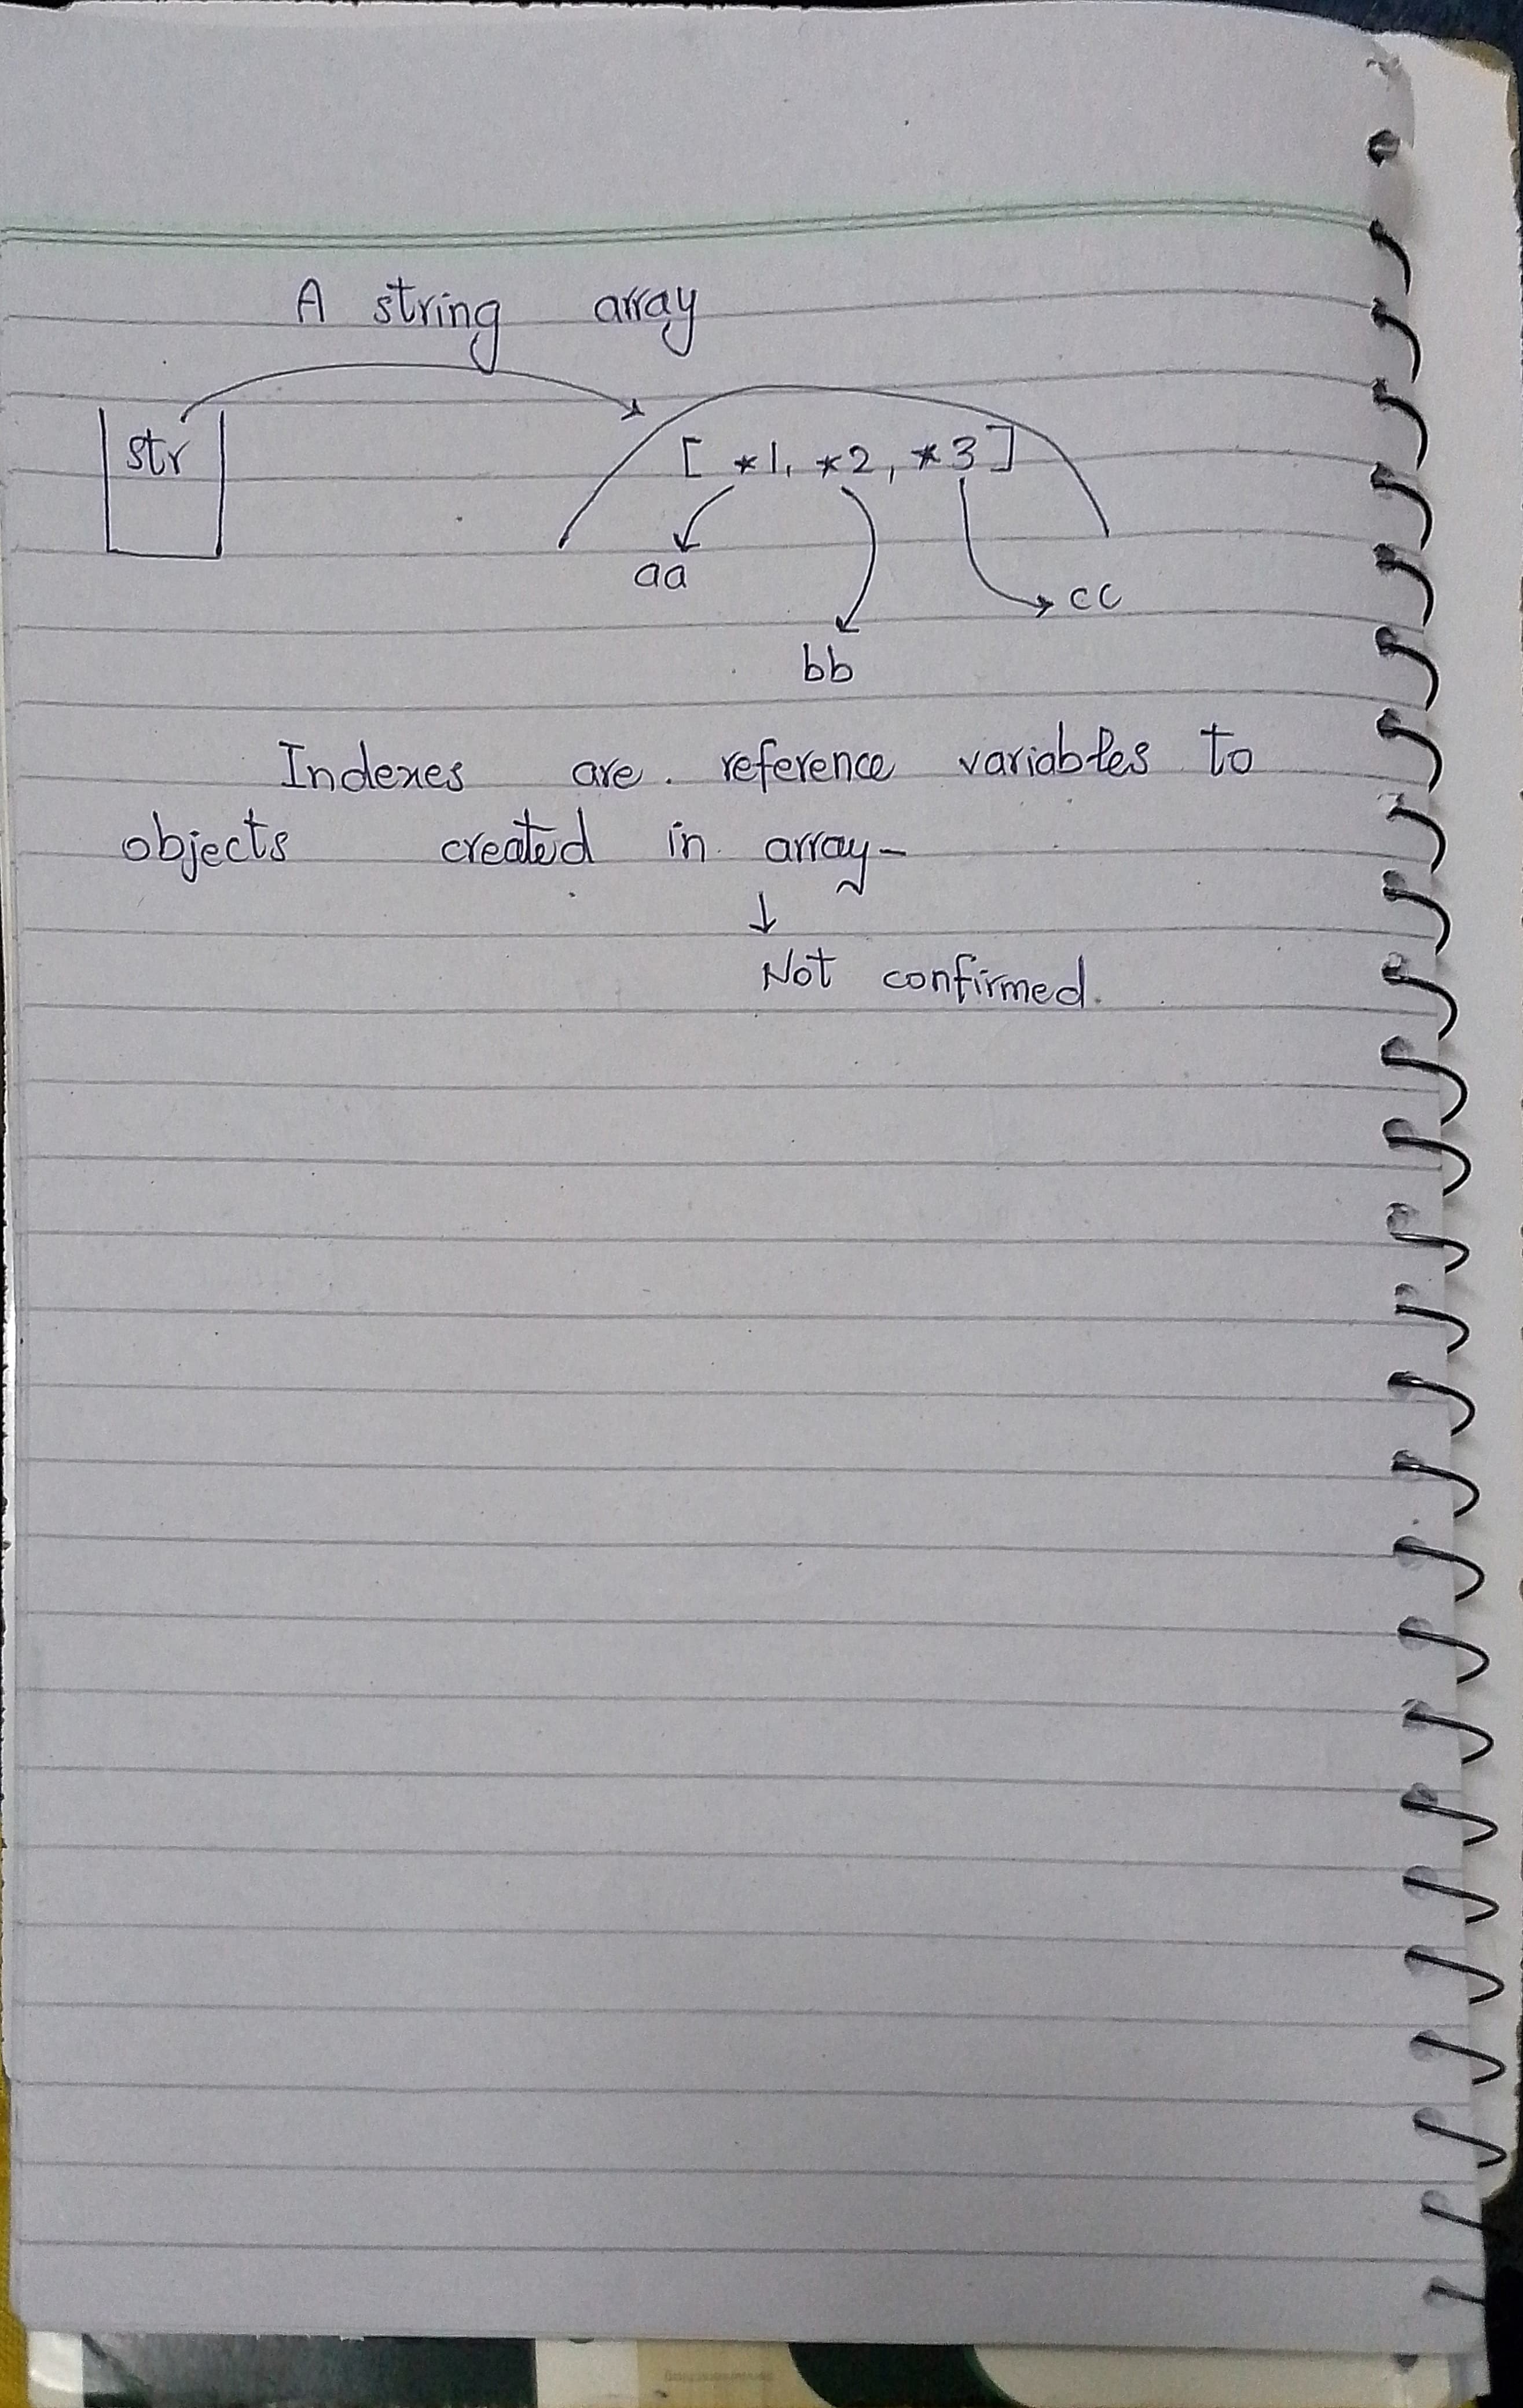 A string array
str
[ *1, *2, *3 ]
aa
cc
bb
Indexes are reference variables to
objects created in array-
Not confirmed.